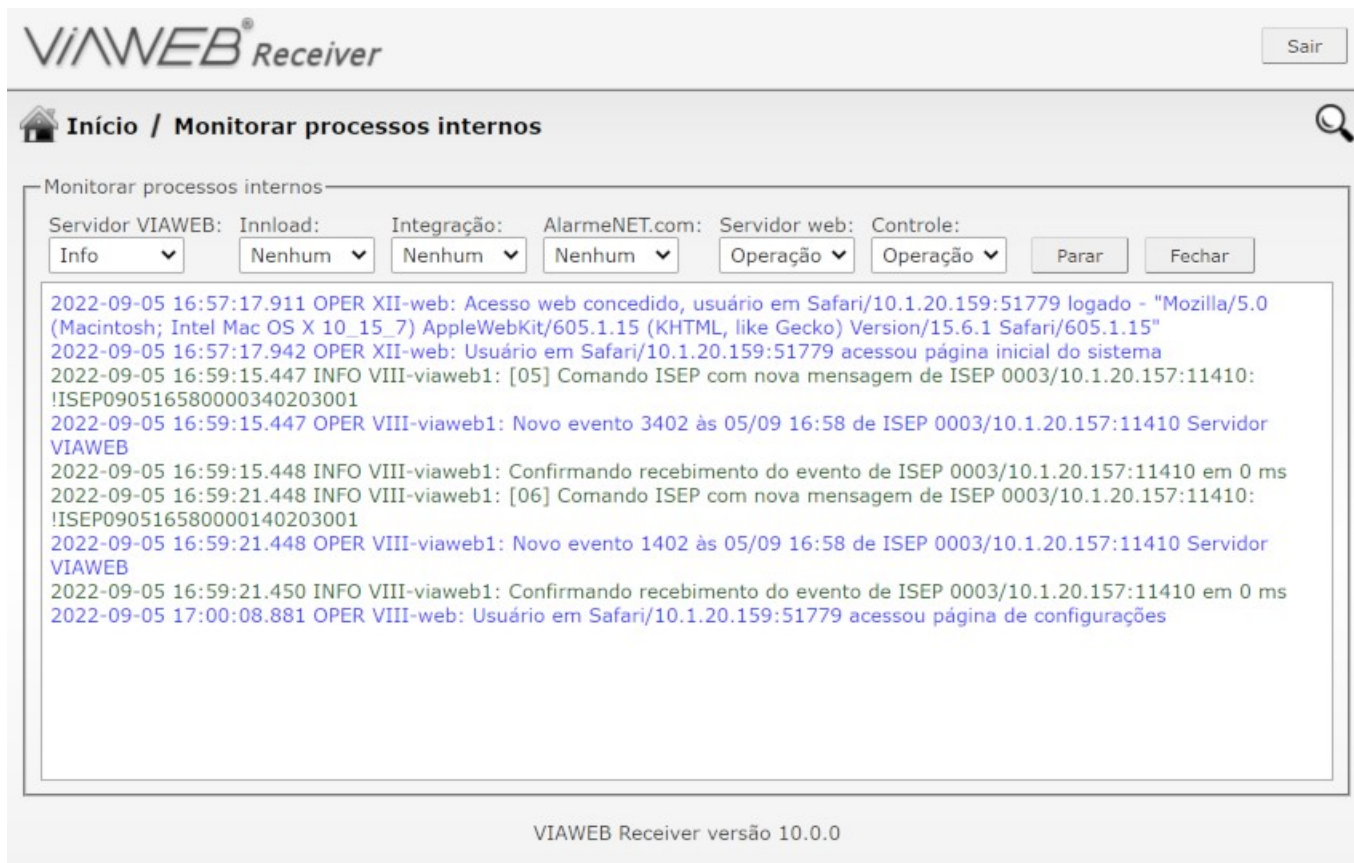 ViAWEB® Receiver
Sair
Início / Monitorar processos internos
Monitorar processos internos
Servidor VIAWEB: Innload: Integração: AlarmeNET.com: Servidor web: Controle:
Info Nenhum Nenhum Nenhum Operação Operação Parar Fechar
2022-09-05 16:57:17.911 OPER XII-web: Acesso web concedido, usuário em Safari/10.1.20.159:51779 logado - "Mozilla/5.0
(Macintosh; Intel Mac OS X 10_15_7) AppleWebKit/605.1.15 (KHTML, like Gecko) Version/15.6.1 Safari/605.1.15"
2022-09-05 16:57:17.942 OPER XII-web: Usuário em Safari/10.1.20.159:51779 acessou página inicial do sistema
2022-09-05 16:59:15.447 INFO VIII-viaweb1: [05] Comando ISEP com nova mensagem de ISEP 0003/10.1.20.157:11410:
!ISEP0905165800000340203001
2022-09-05 16:59:15.447 OPER VIII-viaweb1: Novo evento 3402 às 05/09 16:58 de ISEP 0003/10.1.20.157:11410 Servidor
VIAWEB
2022-09-05 16:59:15.448 INFO VIII-viaweb1: Confirmando recebimento do evento de ISEP 0003/10.1.20.157:11410 em 0 ms
2022-09-05 16:59:21.448 INFO VIII-viaweb1: [06] Comando ISEP com nova mensagem de ISEP 0003/10.1.20.157:11410:
!ISEP0905165800000140203001
2022-09-05 16:59:21.448 OPER VIII-viaweb1: Novo evento 1402 às 05/09 16:58 de ISEP 0003/10.1.20.157:11410 Servidor
VIAWEB
2022-09-05 16:59:21.450 INFO VIII-viaweb1: Confirmando recebimento do evento de ISEP 0003/10.1.20.157:11410 em 0 ms
2022-09-05 17:00:08.881 OPER VIII-web: Usuário em Safari/10.1.20.159:51779 acessou página de configurações
VIAWEB Receiver versão 10.0.0